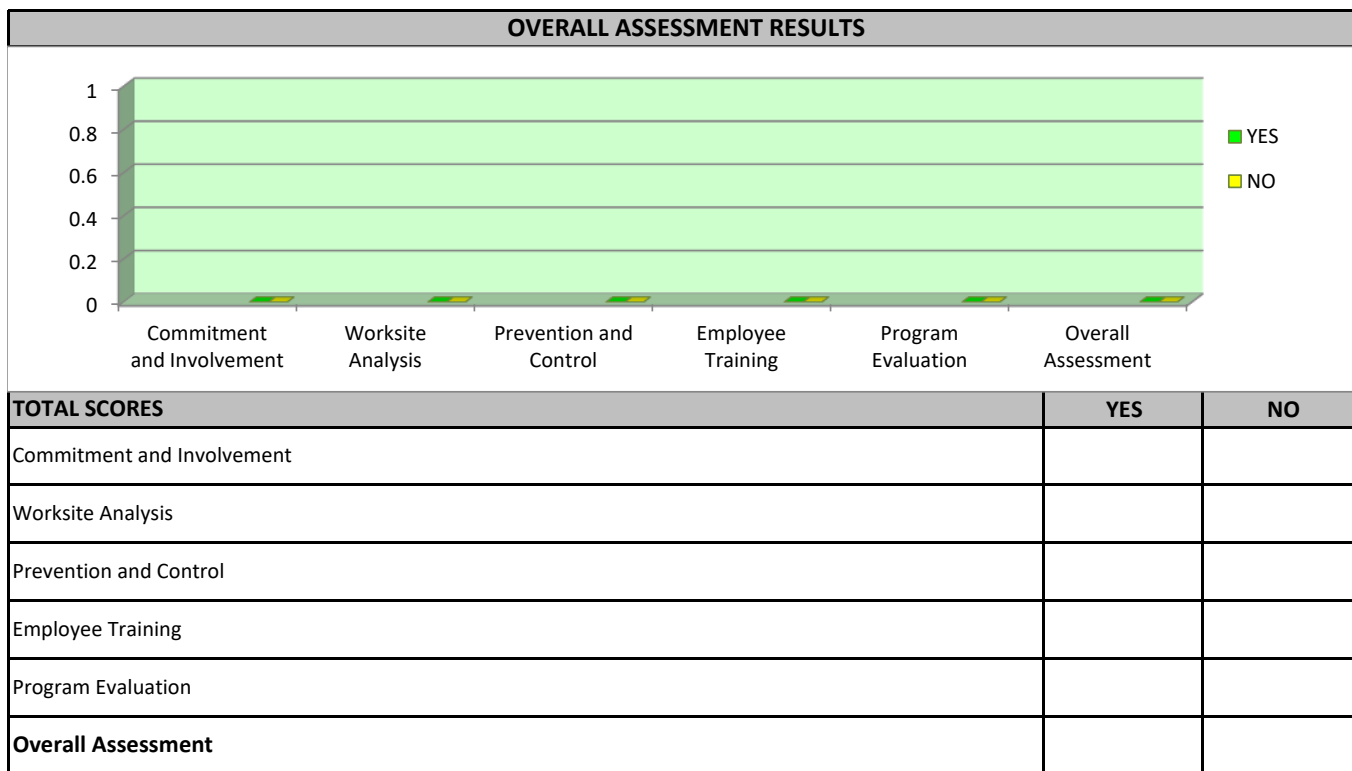 OVERALL ASSESSMENT RESULTS
1
0.8
0.6
0.4
0.2
0
YES
NO
Commitment and Involvement
Worksite Analysis
Prevention and Control
Employee Training
Program Evaluation
Overall Assessment
TOTAL SCORES YES NO
Commitment and Involvement
Worksite Analysis
Prevention and Control
Employee Training
Program Evaluation
Overall Assessment